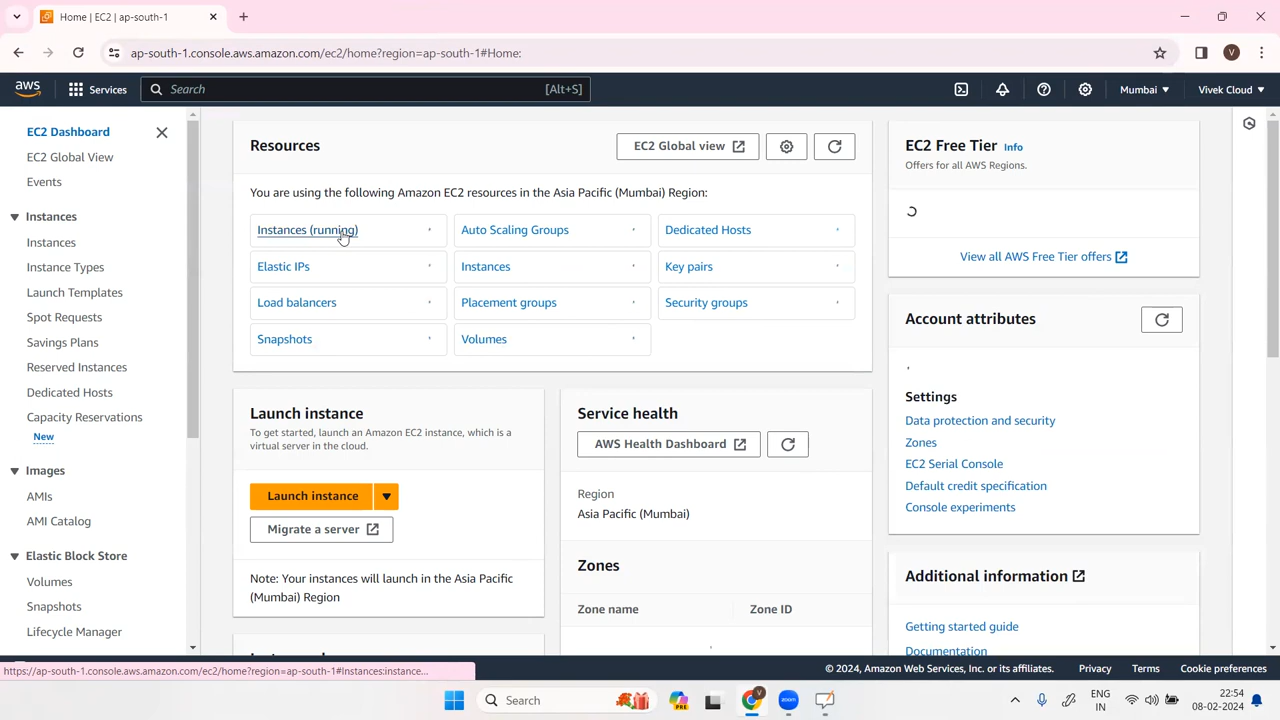 Home | EC2 | ap-south-1
ap-south-1.console.aws.amazon.com/ec2/home?region=ap-south-1#Home:
V
aws
Services
Search
[Alt+S]
Mumbai
Vivek Cloud
EC2 Dashboard
EC2 Global View
Events
Instances
Instances
Instance Types
Launch Templates
Spot Requests
Savings Plans
Reserved Instances
Dedicated Hosts
Capacity Reservations
New
Images
AMIs
AMI Catalog
Elastic Block Store
Volumes
Snapshots
Lifecycle Manager
Resources
EC2 Global view
You are using the following Amazon EC2 resources in the Asia Pacific (Mumbai) Region:
Instances (running)
Auto Scaling Groups
Dedicated Hosts
Elastic IPs
Instances
Key pairs
Load balancers
Placement groups
Security groups
Snapshots
Volumes
Launch instance
To get started, launch an Amazon EC2 instance, which is a
virtual server in the cloud.
Launch instance
Migrate a server
Note: Your instances will launch in the Asia Pacific
(Mumbai) Region
Service health
AWS Health Dashboard
Region
Asia Pacific (Mumbai)
Zones
Zone name
Zone ID
EC2 Free Tier
Info
Offers for all AWS Regions.
View all AWS Free Tier offers
Account attributes
Settings
Data protection and security
Zones
EC2 Serial Console
Default credit specification
Console experiments
Additional information
Getting started guide
Documentation
https://ap-south-1.console.aws.amazon.com/ec2/home?region=ap-south-1#Instances:instance...
© 2024, Amazon Web Services, Inc. or its affiliates.
Privacy
Terms
Cookie preferences
Search
PRE
V
zoom
ENG
IN
22:54
08-02-2024